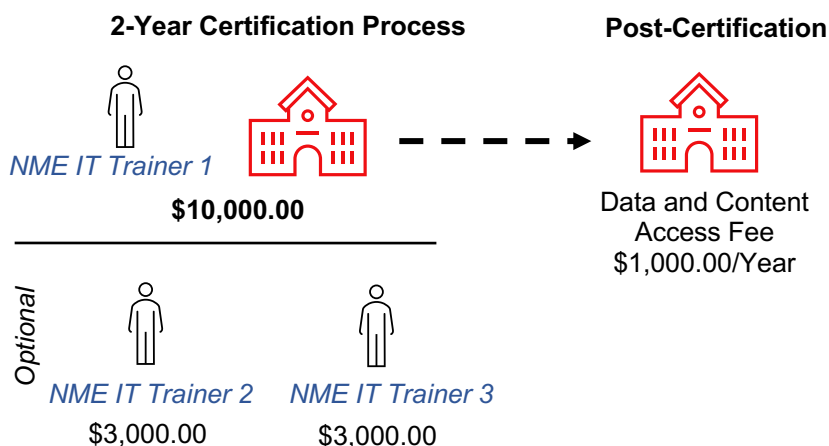 2-Year Certification Process
Post-Certification
NME IT Trainer 1
$10,000.00
Data and Content
Access Fee
$1,000.00/Year
Optional
NME IT Trainer 2
NME IT Trainer 3
$3,000.00
$3,000.00